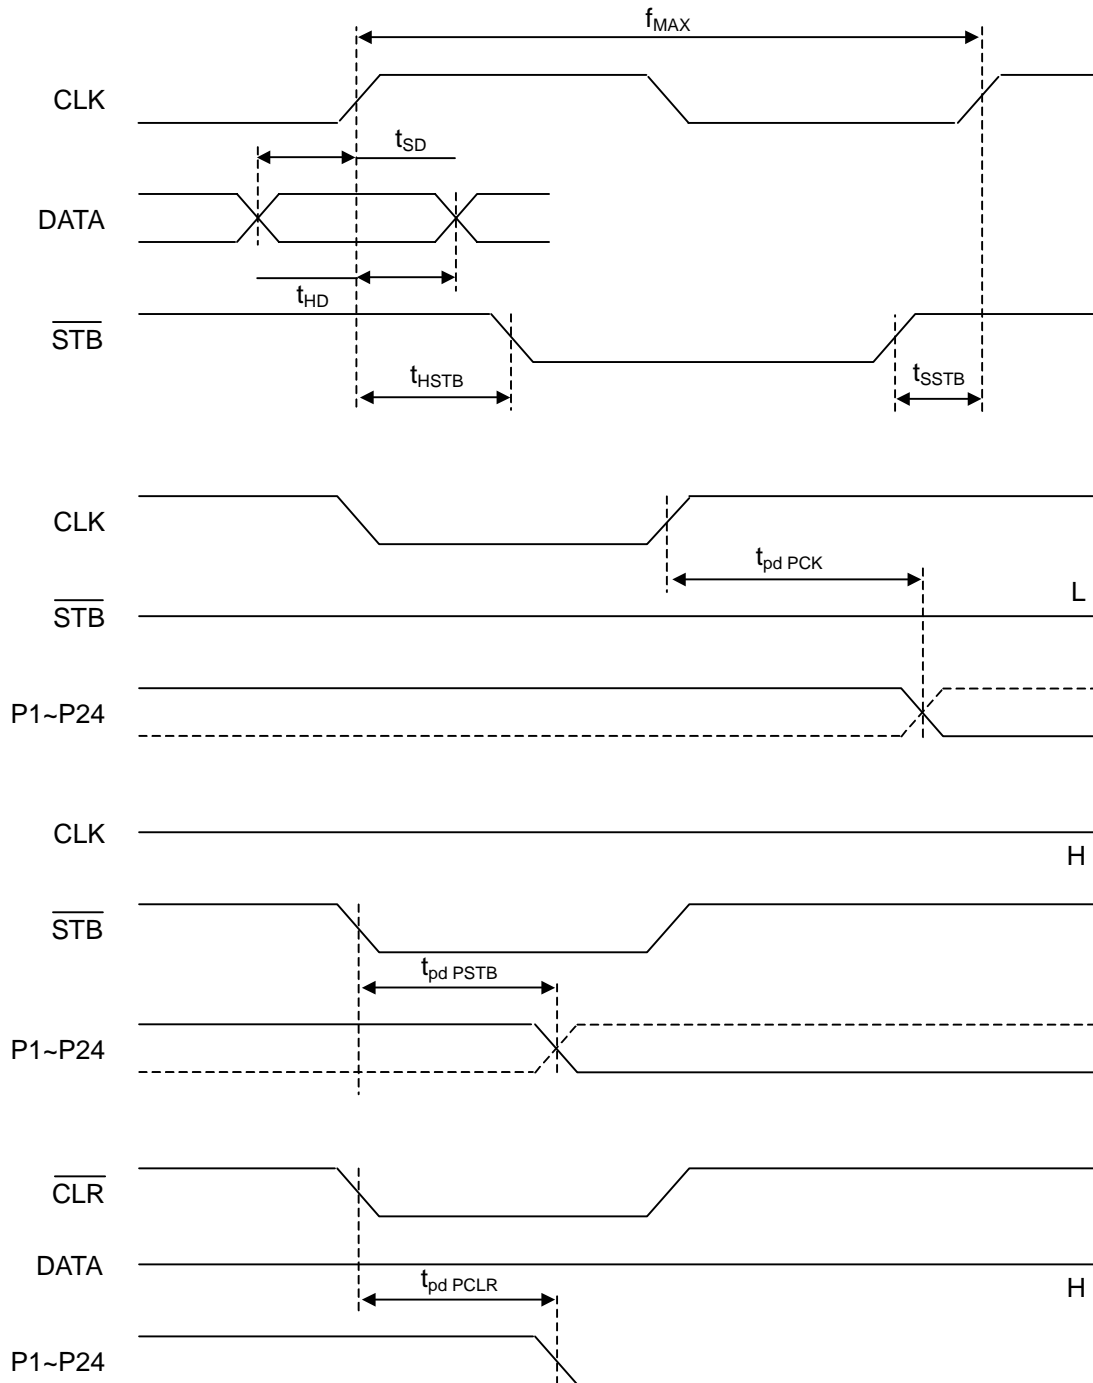 fMAX
CLK
tSD
DATA
tHD
STB
tHSTB
tSSTB
CLK
tpd PCK
L
STB
P1~P24
CLK
H
STB
tpd PSTB
P1~P24
CLR
DATA
H
tpd PCLR
P1~P24